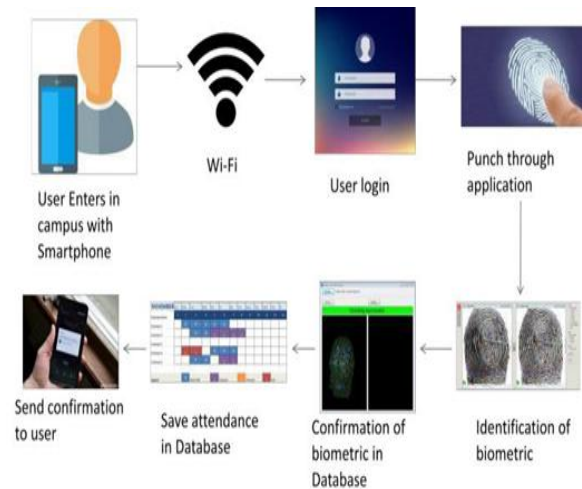 User Enters in
campus with
Smartphone
Wi-Fi
User login
Punch through
application
Identification of
biometric
Confirmation of
biometric in
Database
Save attendance
in Database
Send confirmation
to user